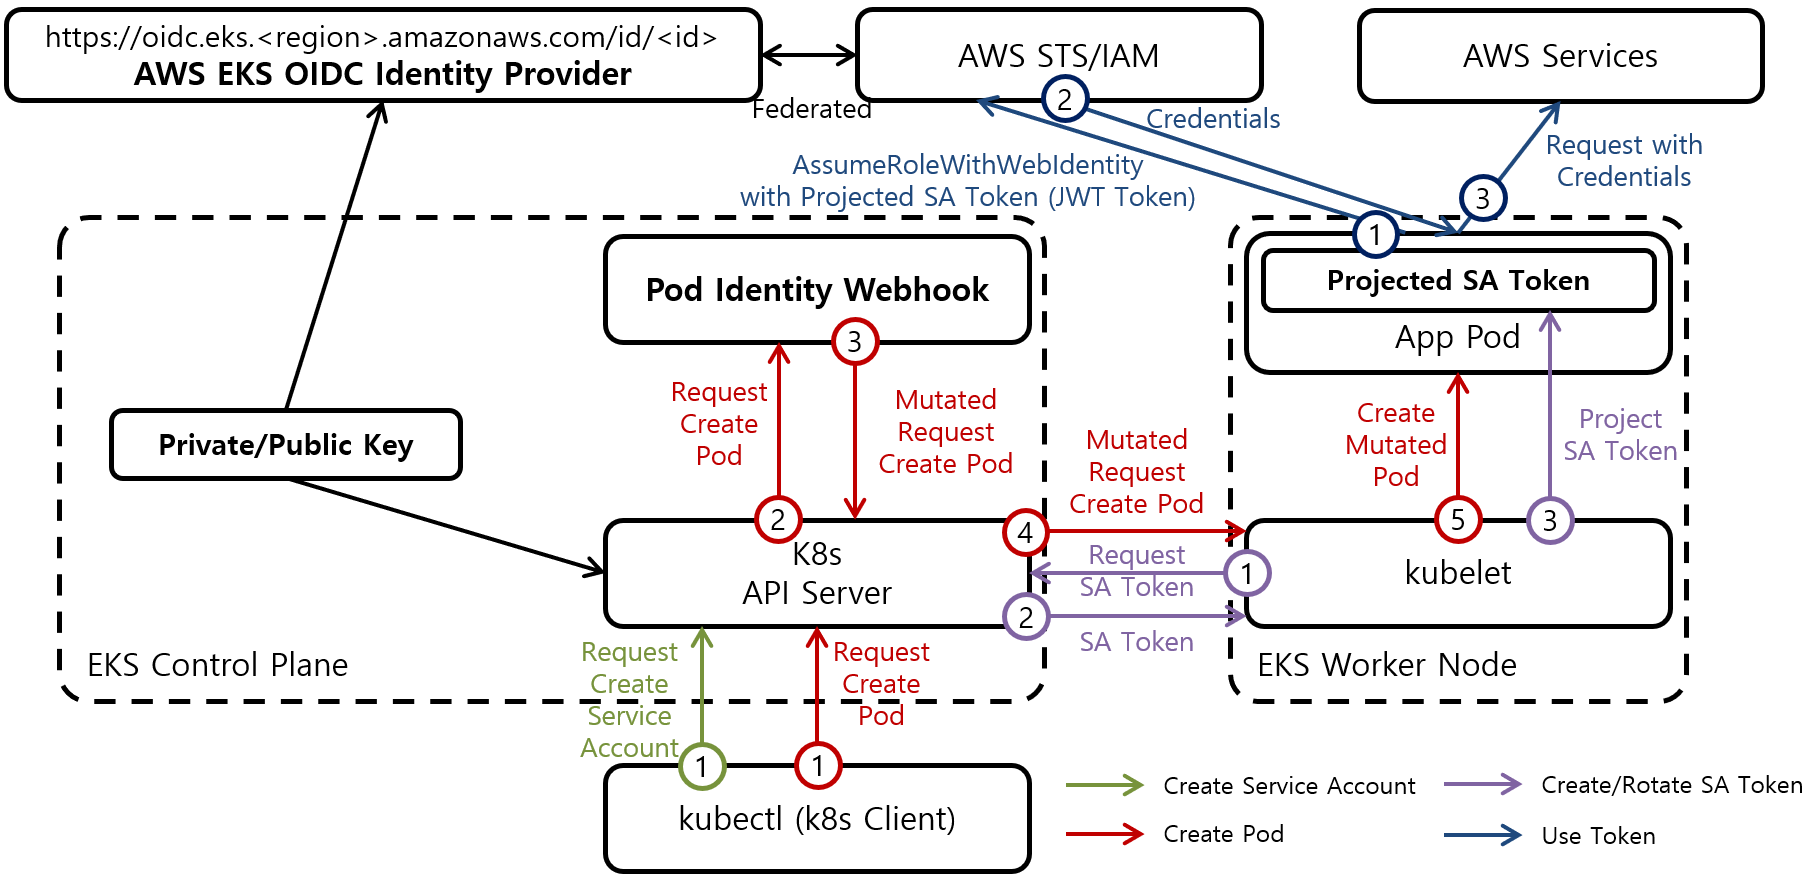 https://oidc.eks.<region>.amazonaws.com/id/<id>
AWS EKS OIDC Identity Provider
Federated
AWS STS/IAM
AWS Services
2
Credentials
AssumeRoleWithWebIdentity
with Projected SA Token (JWT Token)
Request with
Credentials
3
1
Pod Identity Webhook
3
Projected SA Token
App Pod
Private/Public Key
Request
Create
Pod
Mutated
Request
Create Pod
Mutated
Request
Create Pod
Create
Mutated
Pod
Project
SA Token
2
4
5
3
K8s
API Server
Request
SA Token
1
kubelet
2
SA Token
EKS Control Plane
EKS Worker Node
Request
Create
Service
Account
Request
Create
Pod
1
1
kubectl (k8s Client)
Create Service Account
Create/Rotate SA Token
Create Pod
Use Token